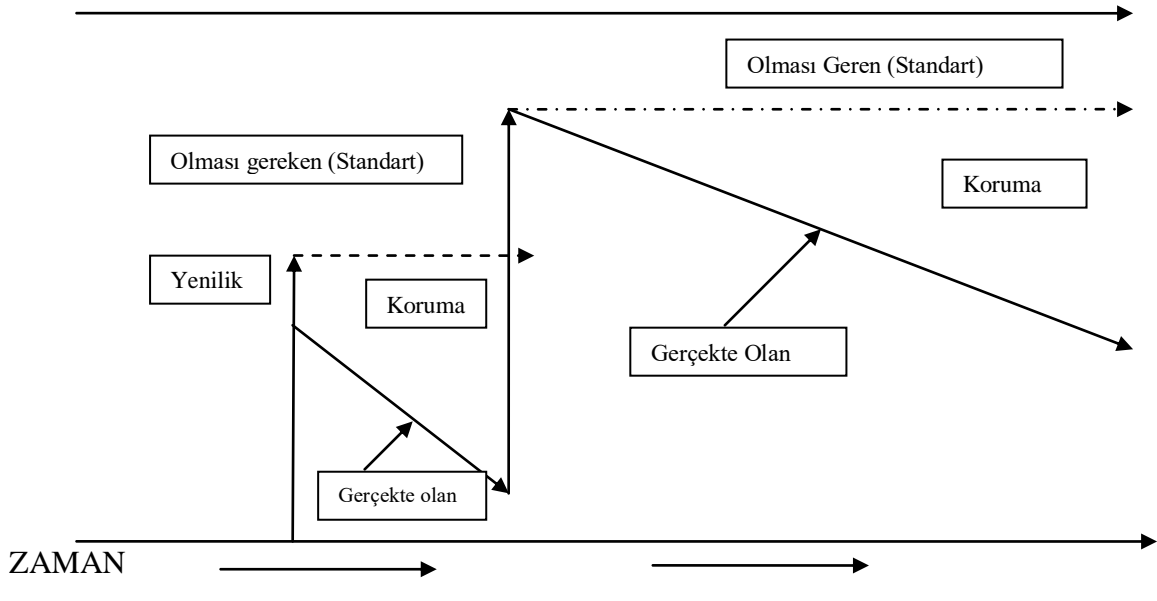 Olması Geren (Standart)
Olması gereken (Standart)
Koruma
Yenilik
Koruma
Gerçekte Olan
Gerçekte olan
ZAMAN